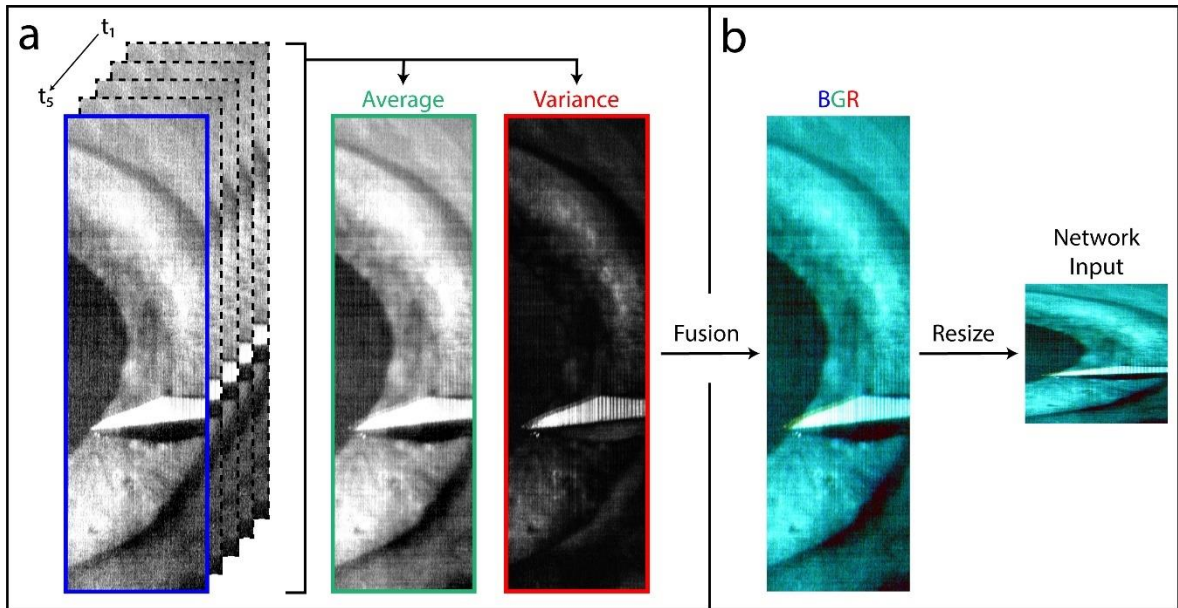 a
t₁
t₅
Average
Variance
Fusion
b
BGR
Resize
Network
Input